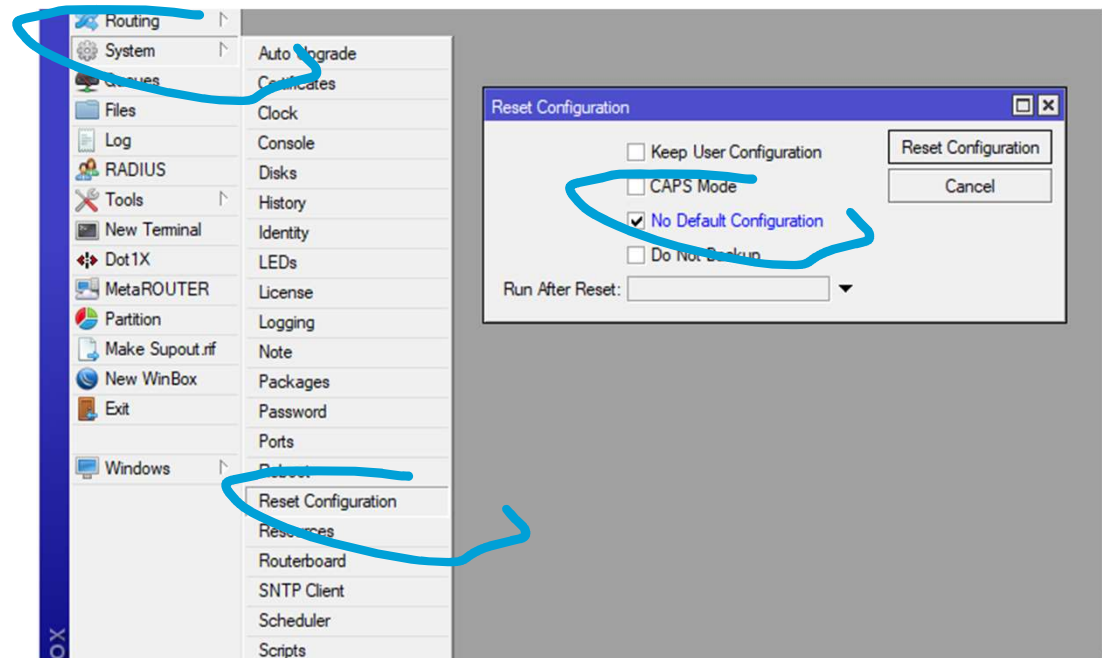 Routing
System
Queues
Files
Log
RADIUS
Tools
New Terminal
Dot1X
MetaROUTER
Partition
Make Supout.rif
New WinBox
Exit
Windows
Auto Upgrade
Certificates
Clock
Console
Disks
History
Identity
LEDs
License
Logging
Note
Packages
Password
Ports
Reboot
Reset Configuration
Resources
Routerboard
SNTP Client
Scheduler
Scripts
Reset Configuration
Keep User Configuration
CAPS Mode
No Default Configuration
Do Not Backup
Run After Reset:
Reset Configuration
Cancel